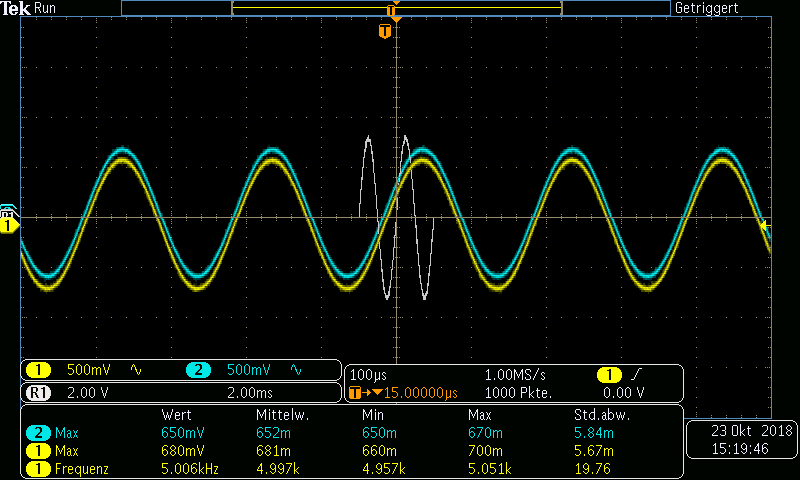 Tek Run Getriggert
T
T
2
R1
1
1 500mV 2 500mV
R1 2.00 V 2.00ms
100µs 1.00MS/s 1
T 15.00000µs 1000 Pkte. 0.00 V
Wert Mittelw. Min Max Std.abw.
2 Max 650mV 652m 650m 670m 5.84m
1 Max 680mV 681m 660m 700m 5.67m
1 Frequenz 5.006kHz 4.997k 4.957k 5.051k 19.76
23 Okt 2018
15:19:46